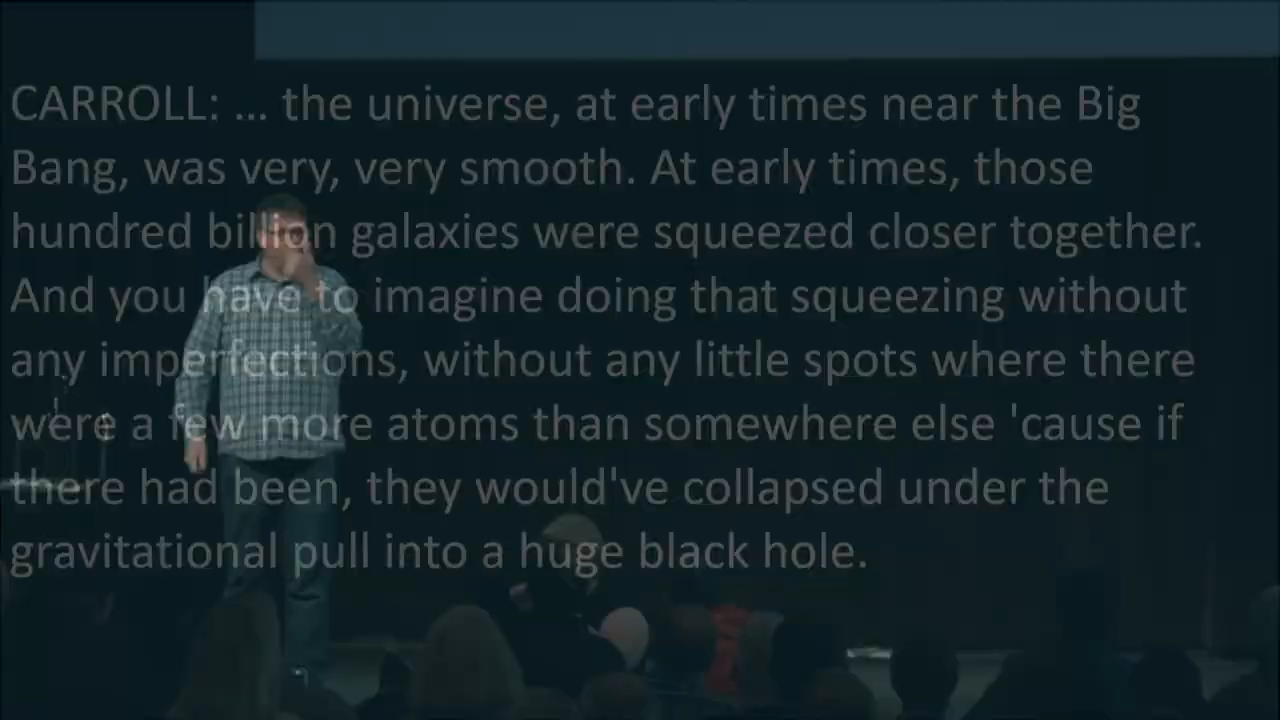 CARROLL: ... the universe, at early times near the Big
Bang, was very, very smooth. At early times, those
hundred billion galaxies were squeezed closer together.
And you have to imagine doing that squeezing without
any imperfections, without any little spots where there
were a few more atoms than somewhere else 'cause if
there had been, they would've collapsed under the
gravitational pull into a huge black hole.